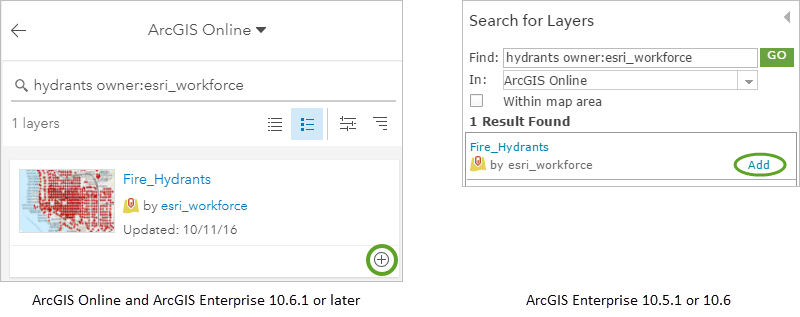 ArcGIS Online
hydrants owner:esri_workforce
1 layers
Fire_Hydrants
by esri_workforce
Updated: 10/11/16
ArcGIS Online and ArcGIS Enterprise 10.6.1 or later
Search for Layers
Find: hydrants owner:esri_workforce GO
In: ArcGIS Online
Within map area
1 Result Found
Fire_Hydrants
by esri_workforce Add
ArcGIS Enterprise 10.5.1 or 10.6